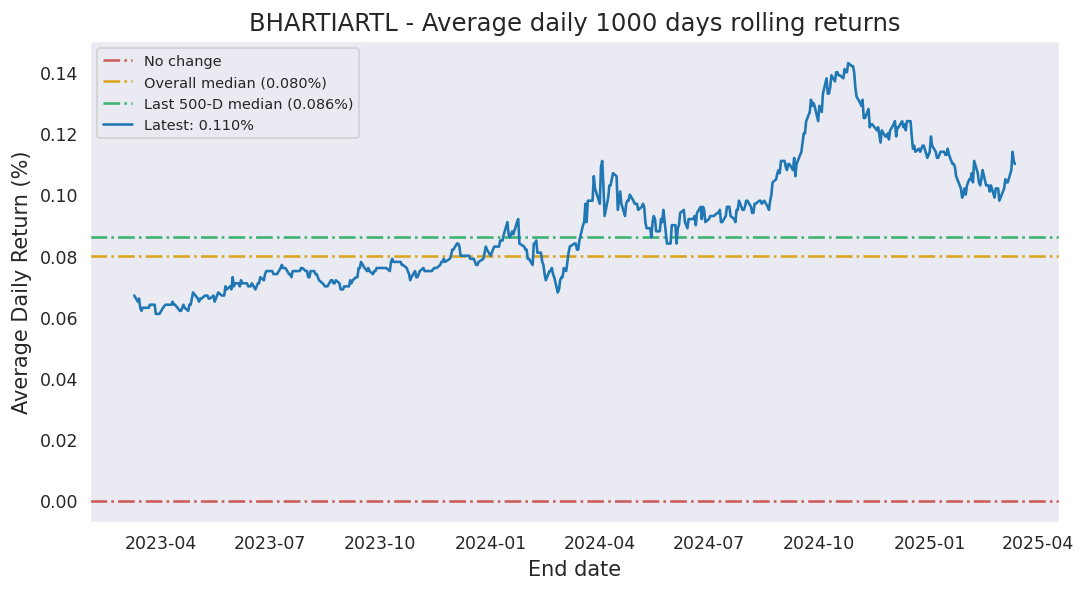 BHARTIARTL - Average daily 1000 days rolling returns
No change
Overall median (0.080%)
Last 500-D median (0.086%)
Latest: 0.110%
Average Daily Return (%)
0.14
0.12
0.10
0.08
0.06
0.04
0.02
0.00
2023-04 2023-07 2023-10 2024-01 2024-04 2024-07 2024-10 2025-01 2025-04
End date